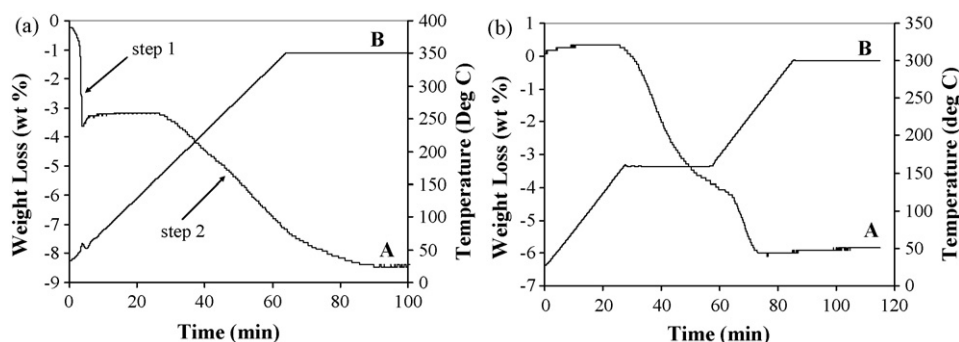 (a)
0
-1
-2
-3
-4
-5
-6
-7
-8
-9
Weight Loss (wt %)
step 1
step 2
B
A
400
350
300
250
200
150
100
50
0
Temperature (Deg C)
0 20 40 60 80 100
Time (min)
(b)
1
0
-1
-2
-3
-4
-5
-6
-7
Weight Loss (wt %)
B
A
350
300
250
200
150
100
50
0
Temperature (deg C)
0 20 40 60 80 100 120
Time (min)